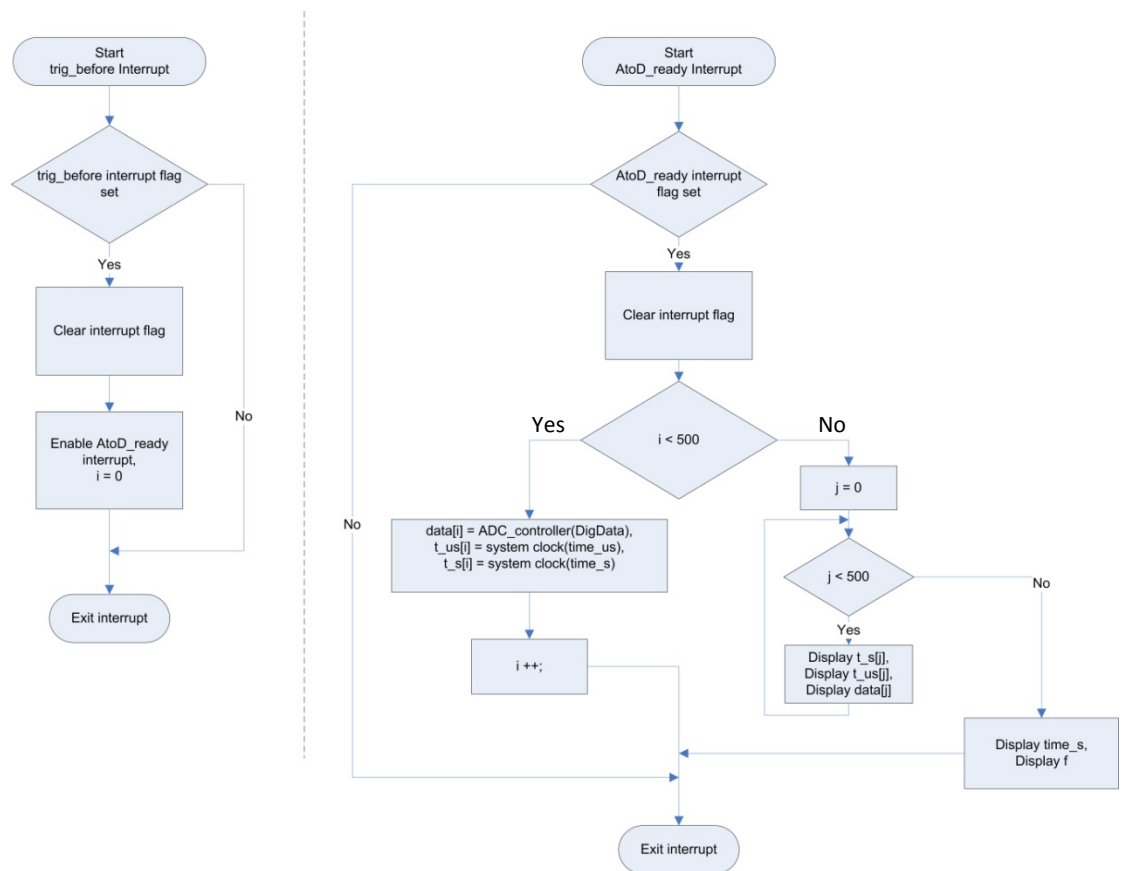 Start
trig_before Interrupt
trig_before interrupt flag
set
Yes
Clear interrupt flag
No
Enable AtoD_ready
interrupt,
i = 0
Exit interrupt
Start
AtoD_ready Interrupt
AtoD_ready interrupt
flag set
Yes
Clear interrupt flag
i < 500
Yes
No
No
data[i] = ADC_controller(DigData),
t_us[i] = system clock(time_us),
t_s[i] = system clock(time_s)
i ++;
j = 0
j < 500
No
Yes
Display t_s[j],
Display t_us[j],
Display data[j]
Display time_s,
Display f
Exit interrupt